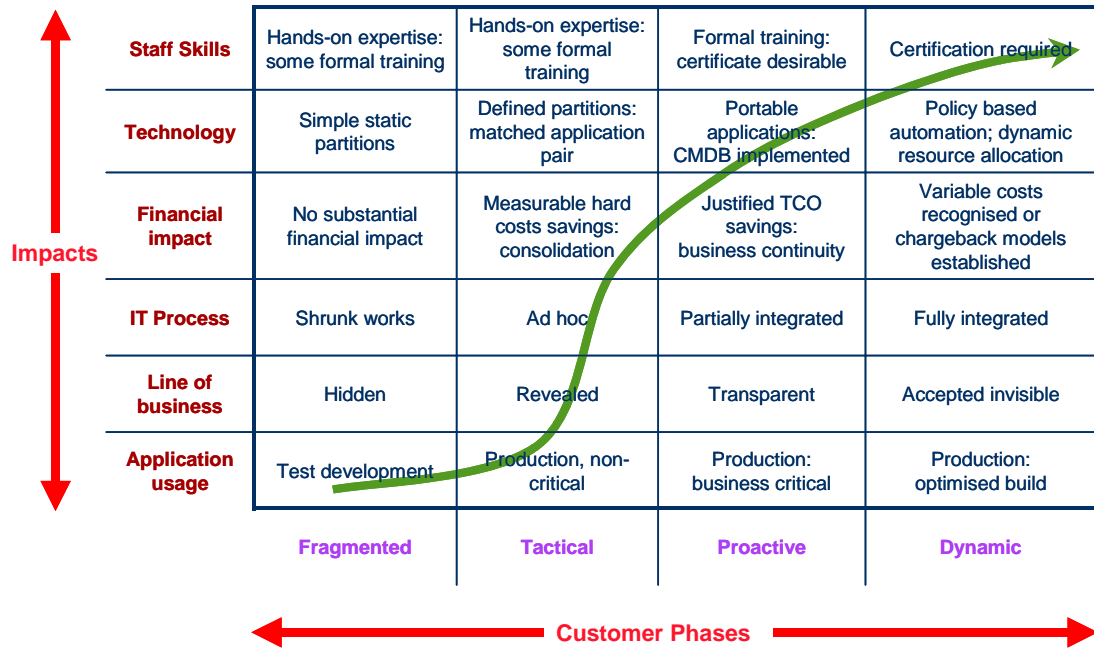 Staff Skills
Hands-on expertise:
some formal training
Hands-on expertise:
some formal
training
Formal training:
certificate desirable
Certification required
Technology
Simple static
partitions
Defined partitions:
matched application
pair
Portable
applications:
CMDB implemented
Policy based
automation; dynamic
resource allocation
Impacts
Financial
impact
No substantial
financial impact
Measurable hard
costs savings:
consolidation
Justified TCO
savings:
business continuity
Variable costs
recognised or
chargeback models
established
IT Process
Shrunk works
Ad hoc
Partially integrated
Fully integrated
Line of
business
Hidden
Revealed
Transparent
Accepted invisible
Application
usage
Test development
Production, non-
critical
Production:
business critical
Production:
optimised build
Fragmented
Tactical
Proactive
Dynamic
Customer Phases